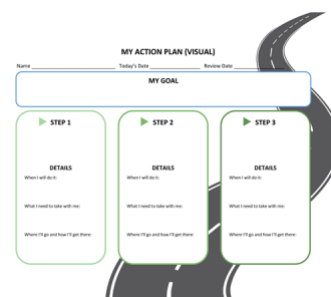 MY ACTION PLAN (VISUAL)
Name Today's Date Review Date
MY GOAL
STEP 1
DETAILS
When I will do it:
What I need to take with me:
Where I'll go and how I'll get there:
STEP 2
DETAILS
When I will do it:
What I need to take with me:
Where I'll go and how I'll get there:
STEP 3
DETAILS
When I will do it:
What I need to take with me:
Where I'll go and how I'll get there: